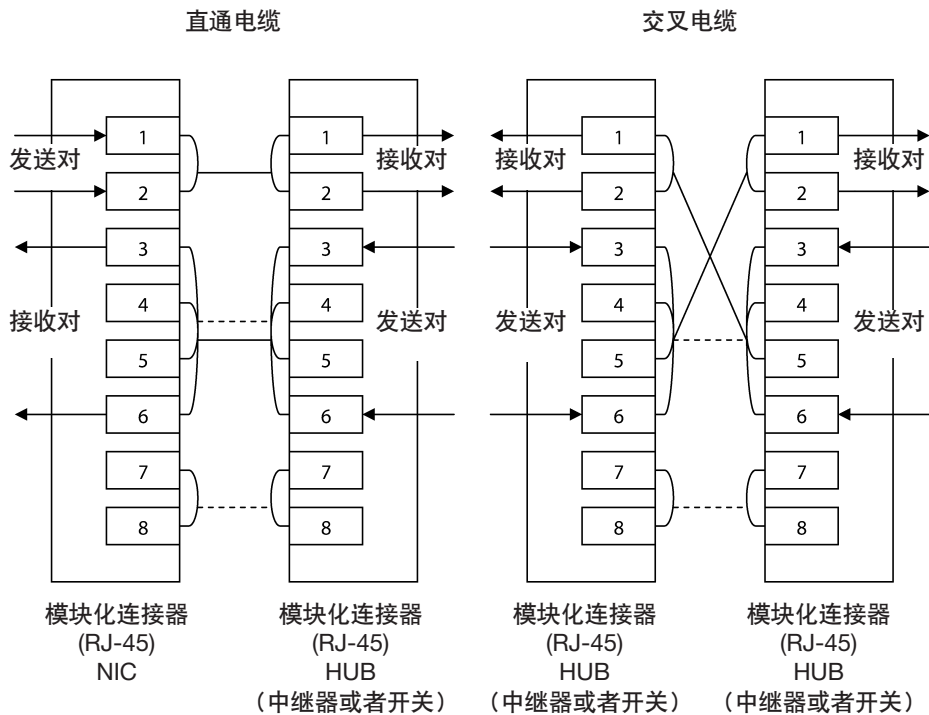 直通电缆
交叉电缆
1
1
1
1
发送对
接收对
接收对
接收对
2
2
2
2
3
3
3
3
4
4
4
4
接收对
发送对
发送对
发送对
5
5
5
5
6
6
6
6
7
7
7
7
8
8
8
8
模块化连接器
(RJ-45)
NIC
模块化连接器
(RJ-45)
HUB
（中继器或者开关）
模块化连接器
(RJ-45)
HUB
（中继器或者开关）
模块化连接器
(RJ-45)
HUB
（中继器或者开关）